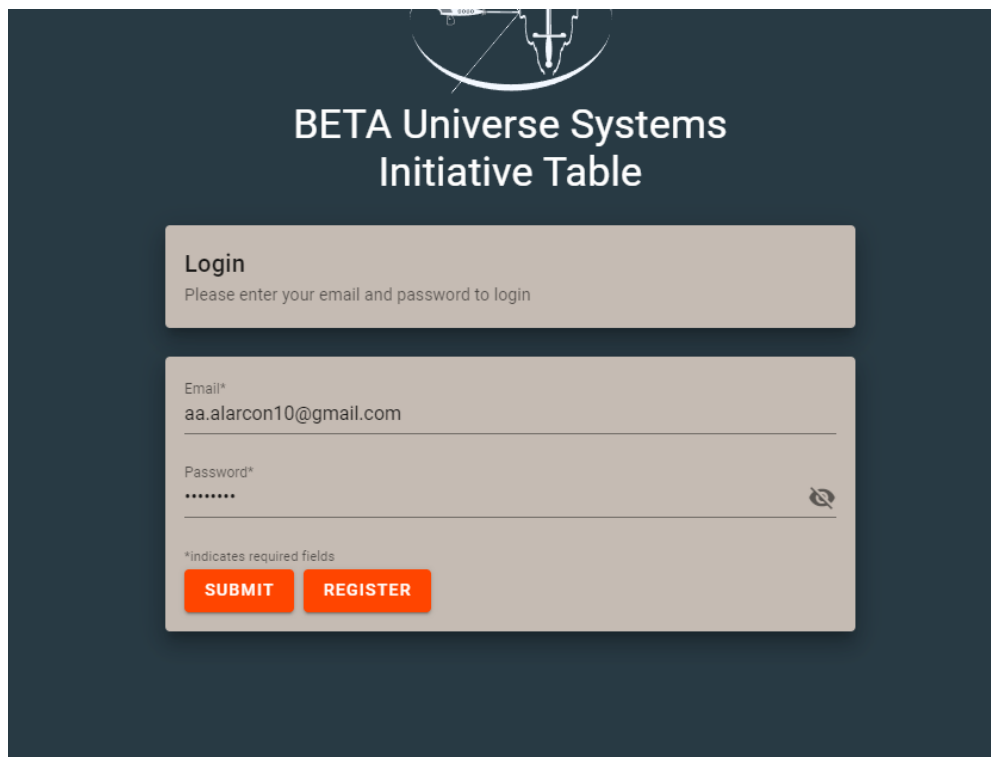 BETA Universe Systems
Initiative Table
Login
Please enter your email and password to login
Email*
aa.alarcon10@gmail.com
Password*
••••••••
*indicates required fields
SUBMIT REGISTER